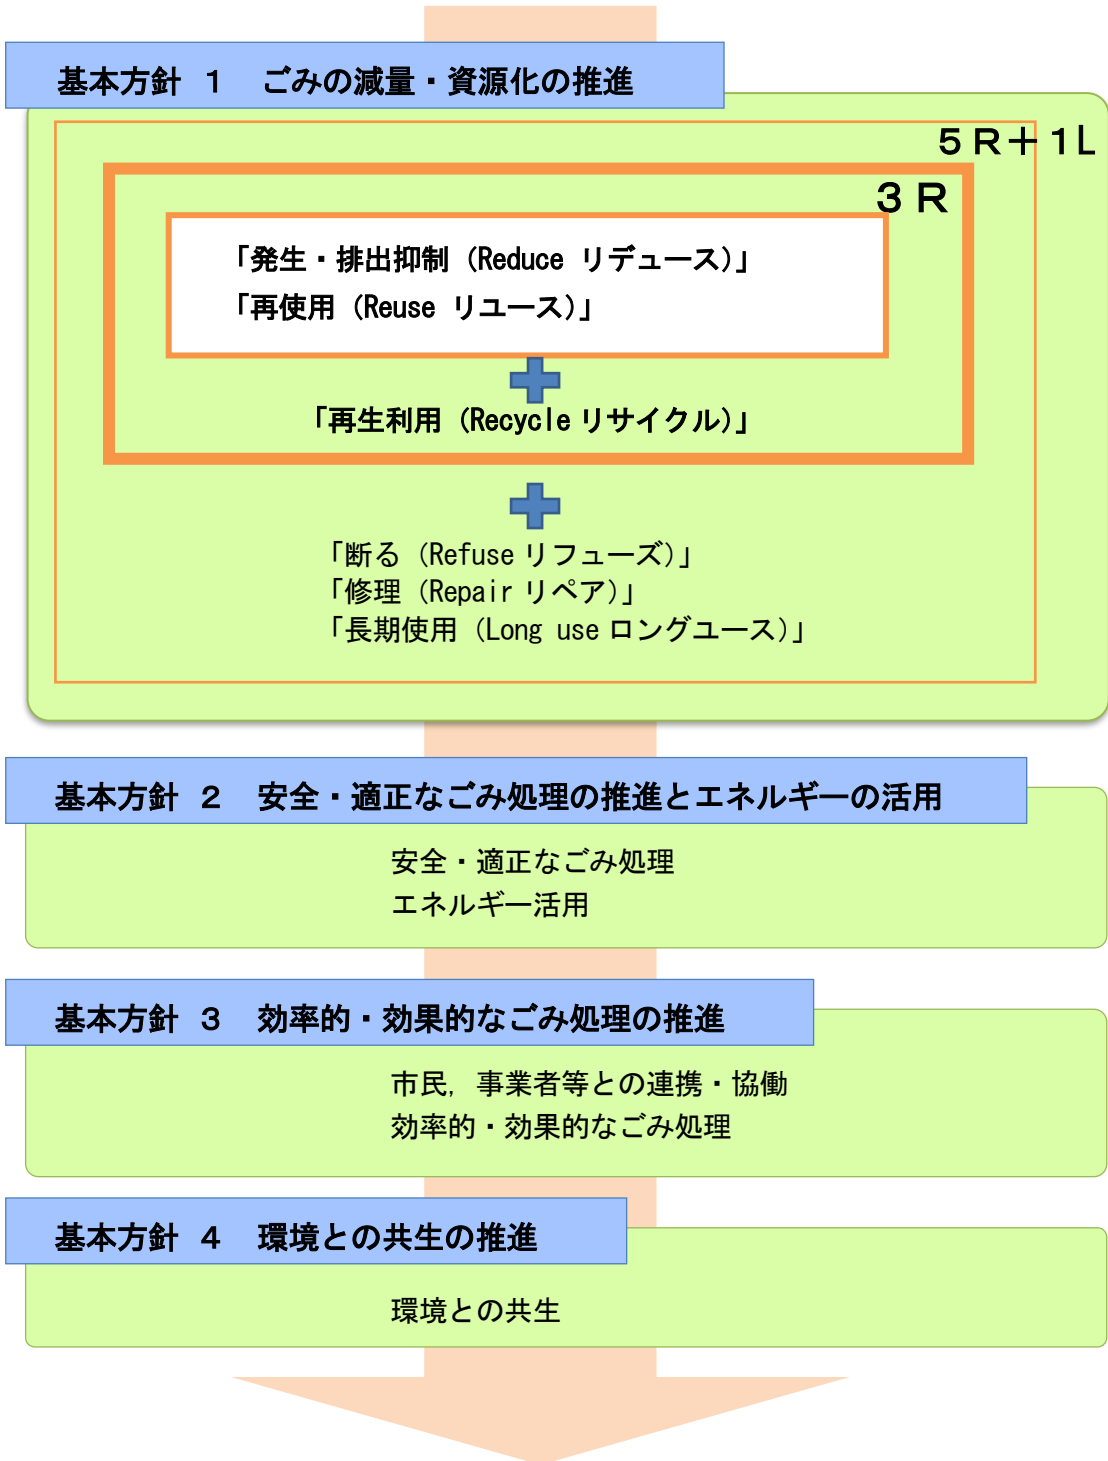 基本方針 １　ごみの減量・資源化の推進
５Ｒ＋１Ｌ
３Ｒ
「発生・排出抑制（Reduce リデュース）」
「再使用（Reuse リユース）」
「再生利用（Recycle リサイクル）」
「断る（Refuse リフューズ）」
「修理（Repair リペア）」
「長期使用（Long use ロングユース）」
基本方針 ２　安全・適正なごみ処理の推進とエネルギーの活用
安全・適正なごみ処理
エネルギー活用
基本方針 ３　効率的・効果的なごみ処理の推進
市民，事業者等との連携・協働
効率的・効果的なごみ処理
基本方針 ４　環境との共生の推進
環境との共生